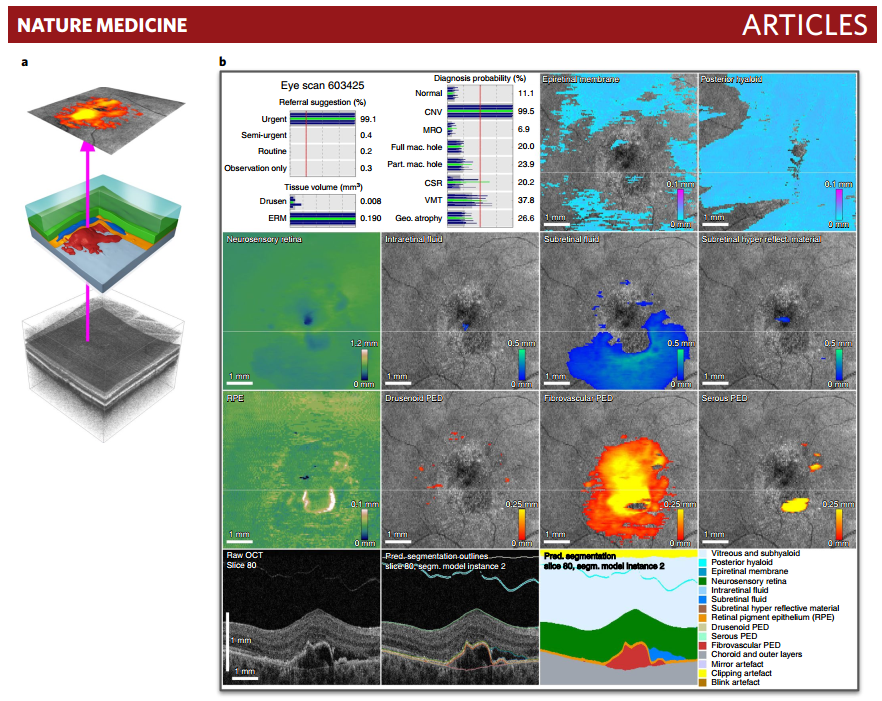 NATURE MEDICINE
ARTICLES
a
b
Eye scan 603425
Referral suggestion (%)
Urgent 99.1
Semi-urgent 0.4
Routine 0.2
Observation only 0.3
Tissue volume (mm³)
Drusen 0.008
ERM 0.190
Diagnosis probability (%)
Normal 11.1
CNV 99.5
MRO 6.9
Full mac. hole 20.0
Part. mac. hole 23.9
CSR 20.2
VMT 37.8
Geo. atrophy 26.6
Epiretinal membrane
0.1 mm
1 mm
0 mm
Posterior hyaloid
0.1 mm
1 mm
0 mm
Neurosensory retina
1.2 mm
1 mm
0 mm
Intraretinal fluid
0.5 mm
1 mm
0 mm
Subretinal fluid
0.5 mm
1 mm
0 mm
Subretinal hyper reflect. material
0.5 mm
1 mm
0 mm
RPE
0.1 mm
1 mm
0 mm
Drusenoid PED
0.25 mm
1 mm
0 mm
Fibrovascular PED
0.25 mm
1 mm
0 mm
Serous PED
0.25 mm
1 mm
0 mm
Raw OCT
Slice 80
1 mm
1 mm
Pred. segmentation outlines
slice 80, segm. model instance 2
Pred. segmentation
slice 80, segm. model instance 2
Vitreous and subhyaloid
Posterior hyaloid
Epiretinal membrane
Neurosensory retina
Intraretinal fluid
Subretinal fluid
Subretinal hyper reflective material
Retinal pigment epithelium (RPE)
Drusenoid PED
Serous PED
Fibrovascular PED
Choroid and outer layers
Mirror artefact
Clipping artefact
Blink artefact